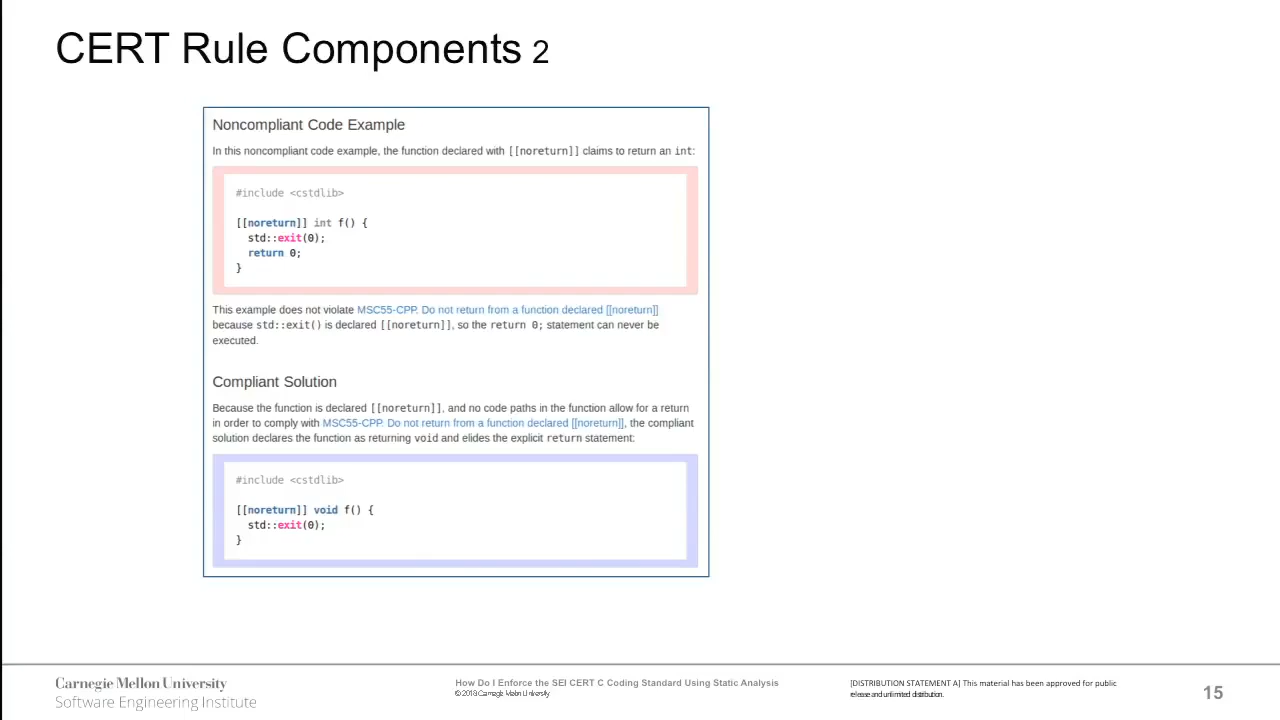 CERT Rule Components 2
Noncompliant Code Example
In this noncompliant code example, the function declared with [[noreturn]] claims to return an int:
#include <cstdlib>
[[noreturn]] int f() {
  std::exit(0);
  return 0;
}
This example does not violate MSC55-CPP. Do not return from a function declared [[noreturn]]
because std::exit() is declared [[noreturn]], so the return 0; statement can never be
executed.
Compliant Solution
Because the function is declared [[noreturn]], and no code paths in the function allow for a return
in order to comply with MSC55-CPP. Do not return from a function declared [[noreturn]], the compliant
solution declares the function as returning void and elides the explicit return statement:
#include <cstdlib>
[[noreturn]] void f() {
  std::exit(0);
}
Carnegie Mellon University
Software Engineering Institute
How Do I Enforce the SEI CERT C Coding Standard Using Static Analysis
© 2018 Carnegie Mellon University
[DISTRIBUTION STATEMENT A] This material has been approved for public
release and unlimited distribution.
15